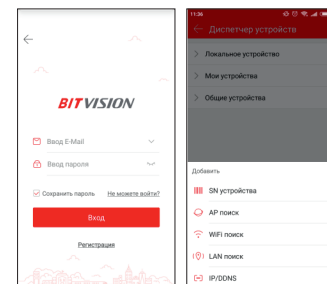 BITVISION
Ввод E-Mail
Ввод пароля
Сохранить пароль Не можете войти?
Вход
Регистрация
11:36
Диспетчер устройств
Локальное устройство
Мои устройства
Общие устройства
Добавить
SN устройства
AP поиск
WiFi поиск
LAN поиск
IP/DDNS